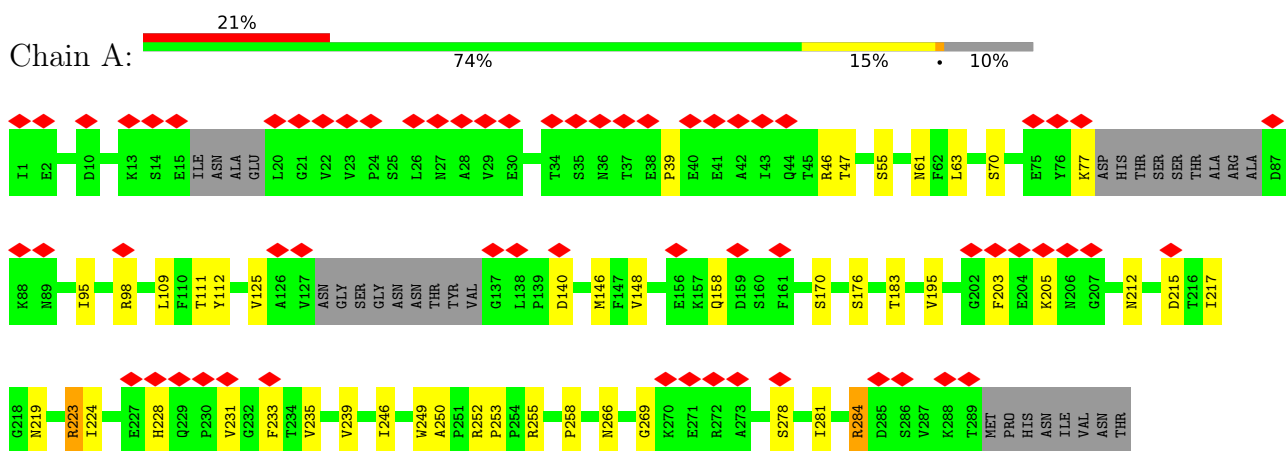 21%
Chain A:
74% 15% • 10%
I1 E2 D10 K13 S14 E15 ILE ASN ALA GLU L20 G21 V22 V23 P24 S25 L26 N27 A28 V29 E30 T34 S35 N36 T37 E38 P39 E40 E41 A42 I43 Q44 T45 R46 T47 S55 N61 F62 L63 S70 E75 Y76 K77 ASP HIS THR SER SER THR ALA ARG ALA D87
K88 N89 I95 R98 L109 F110 T111 Y112 V125 A126 V127 ASN GLY SER GLY ASN ASN THR TYR VAL G137 L138 P139 D140 M146 F147 V148 E156 K157 Q158 D159 S160 F161 S170 S176 T183 V195 G202 F203 E204 K205 N206 G207 N212 D215 T216 I217
G218 N219 R223 I224 E227 H228 Q229 P230 V231 G232 F233 T234 V235 V239 I246 W249 A250 P251 R252 P253 P254 R255 P258 N266 G269 K270 E271 R272 A273 S278 I281 R284 D285 S286 V287 K288 T289 MET PRO HIS ASN ILE VAL ASN THR